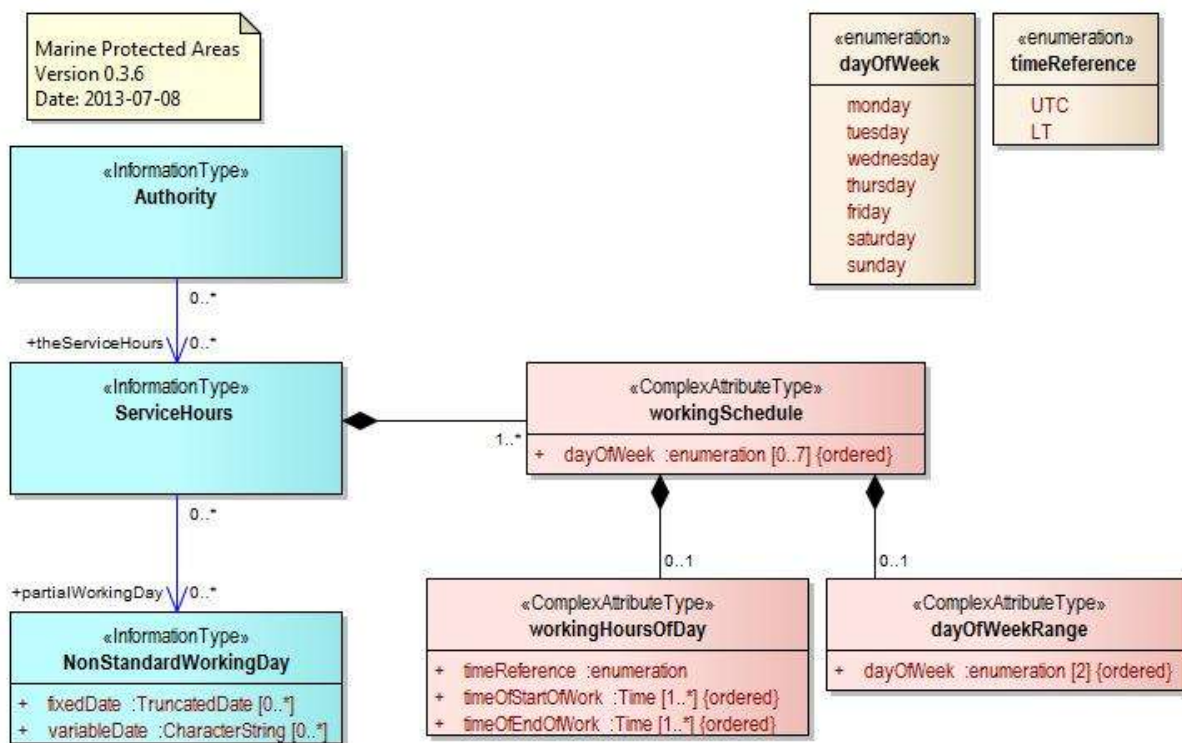 Marine Protected Areas
Version 0.3.6
Date: 2013-07-08
«enumeration»
dayOfWeek
monday
tuesday
wednesday
thursday
friday
saturday
sunday
«enumeration»
timeReference
UTC
LT
«InformationType»
Authority
0..*
+theServiceHours
0..*
«InformationType»
ServiceHours
1..*
«ComplexAttributeType»
workingSchedule
+ dayOfWeek :enumeration [0..7] {ordered}
0..*
+partialWorkingDay
0..*
0..1
0..1
«InformationType»
NonStandardWorkingDay
+ fixedDate :TruncatedDate [0..*]
+ variableDate :CharacterString [0..*]
«ComplexAttributeType»
workingHoursOfDay
+ timeReference :enumeration
+ timeOfStartOfWork :Time [1..*] {ordered}
+ timeOfEndOfWork :Time [1..*] {ordered}
«ComplexAttributeType»
dayOfWeekRange
+ dayOfWeek :enumeration [2] {ordered}